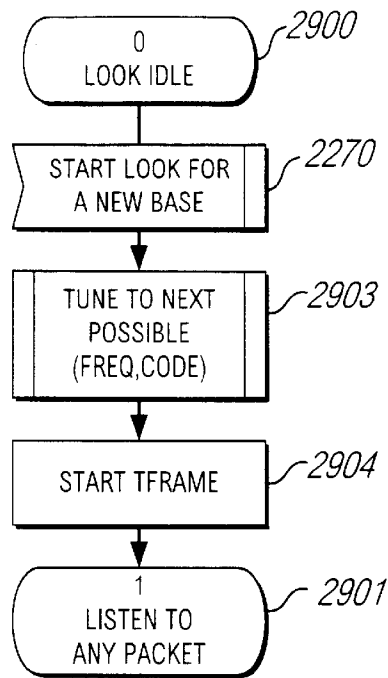 0
LOOK IDLE
2900
START LOOK FOR
A NEW BASE
2270
TUNE TO NEXT
POSSIBLE
(FREQ,CODE)
2903
START TFRAME
2904
1
LISTEN TO
ANY PACKET
2901